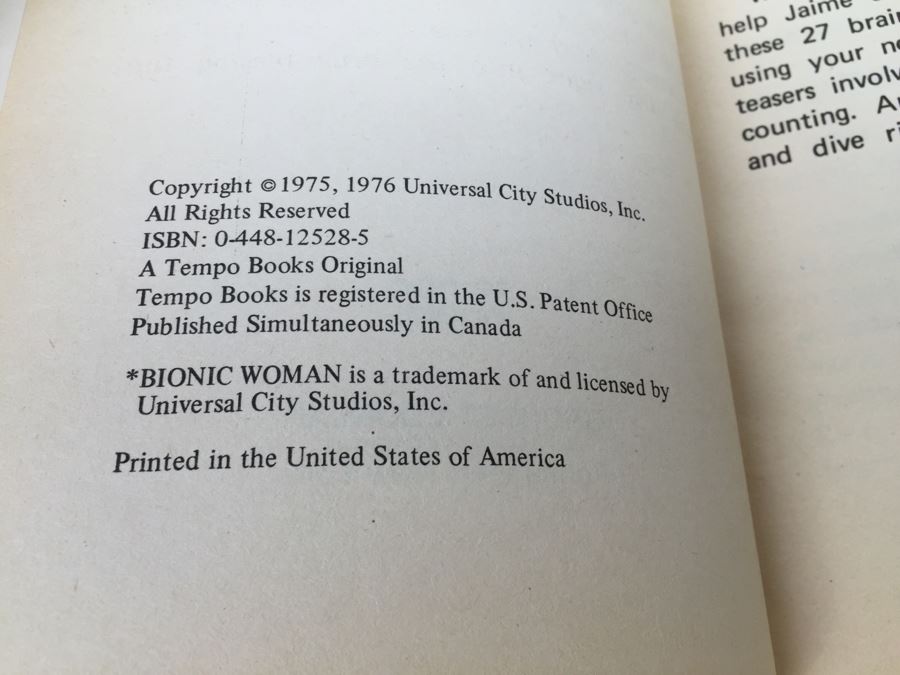 Copyright ©1975, 1976 Universal City Studios, Inc.
All Rights Reserved
ISBN: 0-448-12528-5
A Tempo Books Original
Tempo Books is registered in the U.S. Patent Office
Published Simultaneously in Canada
*BIONIC WOMAN is a trademark of and licensed by
Universal City Studios, Inc.
Printed in the United States of America
help Jaime
these 27
using your
teasers
counting.
and dive